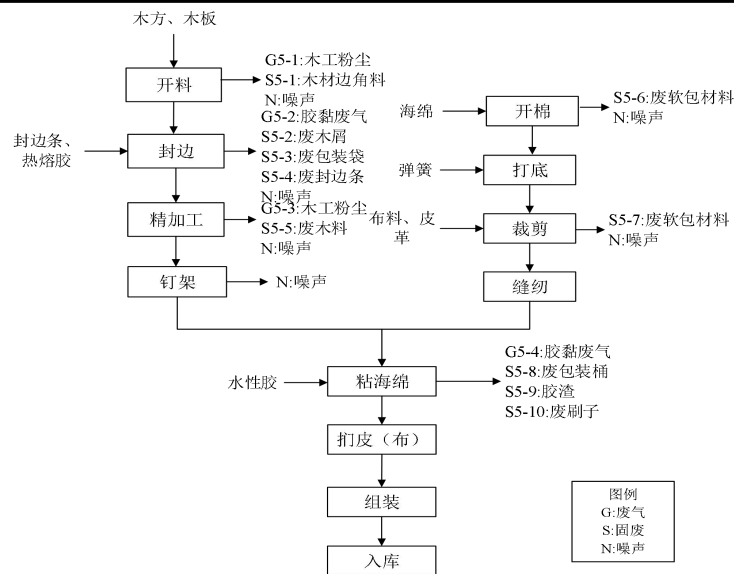 木方、木板
开料
G5-1:木工粉尘
S5-1:木材边角料
N:噪声
封边条、
热熔胶
封边
G5-2:胶黏废气
S5-2:废木屑
S5-3:废包装袋
S5-4:废封边条
N:噪声
精加工
G5-3:木工粉尘
S5-5:废木料
N:噪声
钉架
N:噪声
海绵
开棉
S5-6:废软包材料
N:噪声
弹簧
打底
布料、皮
革
裁剪
S5-7:废软包材料
N:噪声
缝纫
水性胶
粘海绵
G5-4:胶黏废气
S5-8:废包装桶
S5-9:胶渣
S5-10:废刷子
扪皮（布）
组装
入库
图例
G:废气
S:固废
N:噪声